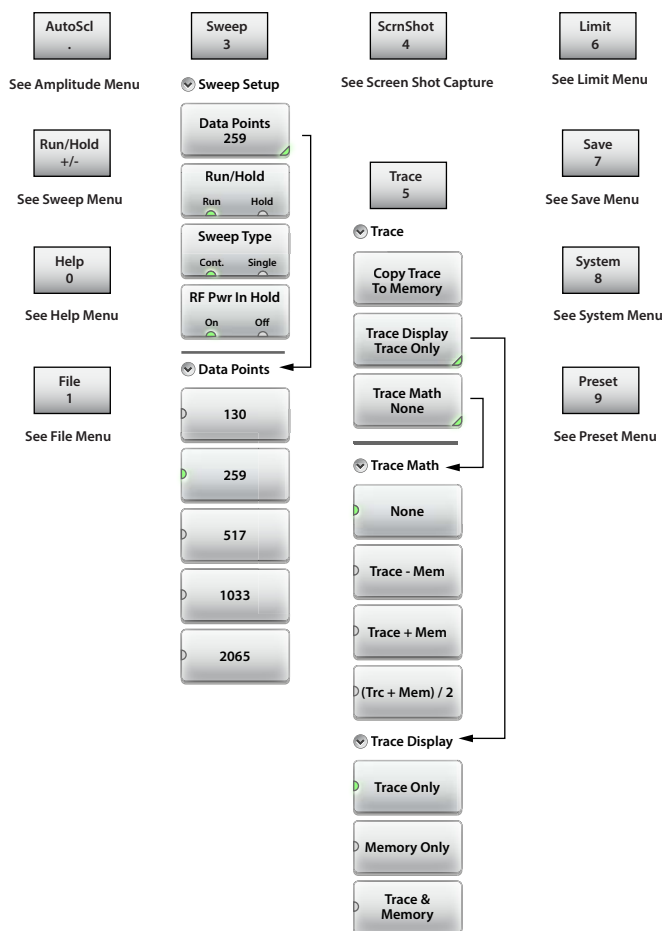 AutoScl
.
See Amplitude Menu
Run/Hold
+/-
See Sweep Menu
Help
0
See Help Menu
File
1
See File Menu
Sweep
3
Sweep Setup
Data Points
259
Run/Hold
Run Hold
Sweep Type
Cont. Single
RF Pwr In Hold
On Off
Data Points
130
259
517
1033
2065
ScrnShot
4
See Screen Shot Capture
Trace
5
Trace
Copy Trace
To Memory
Trace Display
Trace Only
Trace Math
None
Trace Math
None
Trace - Mem
Trace + Mem
(Trc + Mem) / 2
Trace Display
Trace Only
Memory Only
Trace &
Memory
Limit
6
See Limit Menu
Save
7
See Save Menu
System
8
See System Menu
Preset
9
See Preset Menu